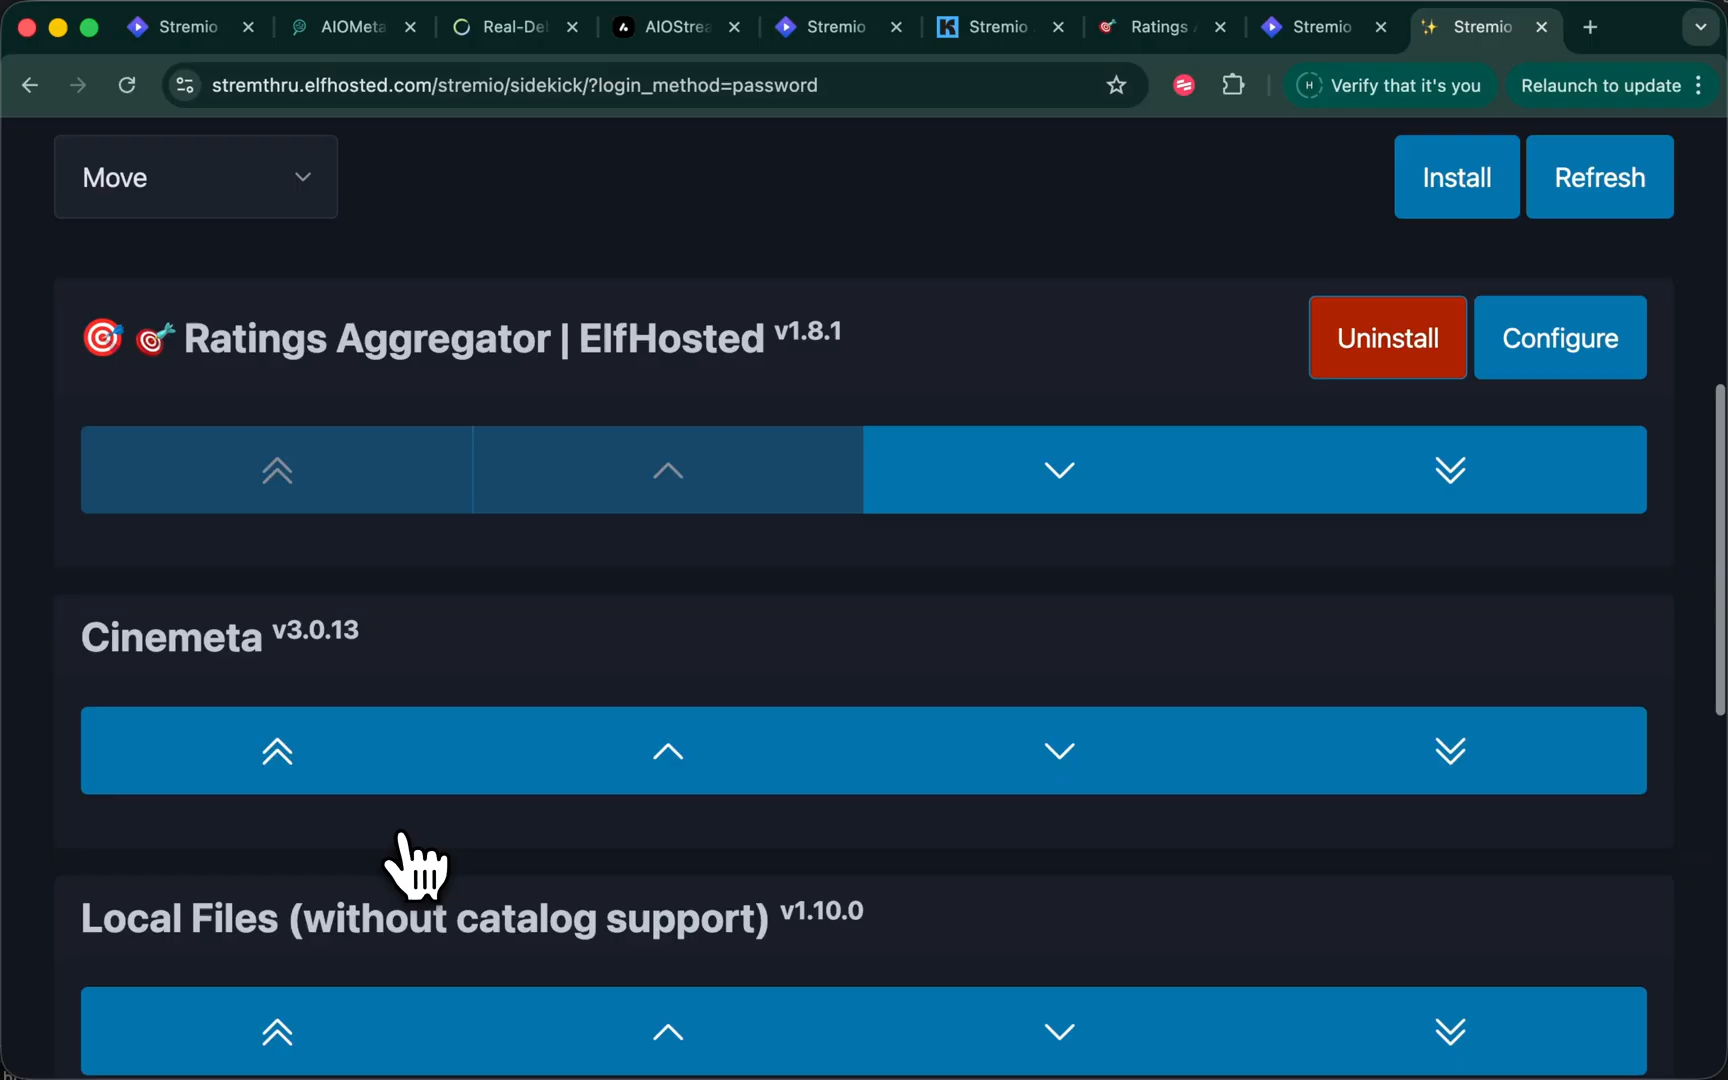 Stremio
AIOMeta
Real-De
AIOStrea
Stremio
Stremio
Ratings
Stremio
Stremio
stremthru.elfhosted.com/stremio/sidekick/?login_method=password
H
Verify that it's you
Relaunch to update
Move
Install
Refresh
Ratings Aggregator | ElfHosted v1.8.1
Uninstall
Configure
Cinemeta v3.0.13
Local Files (without catalog support) v1.10.0